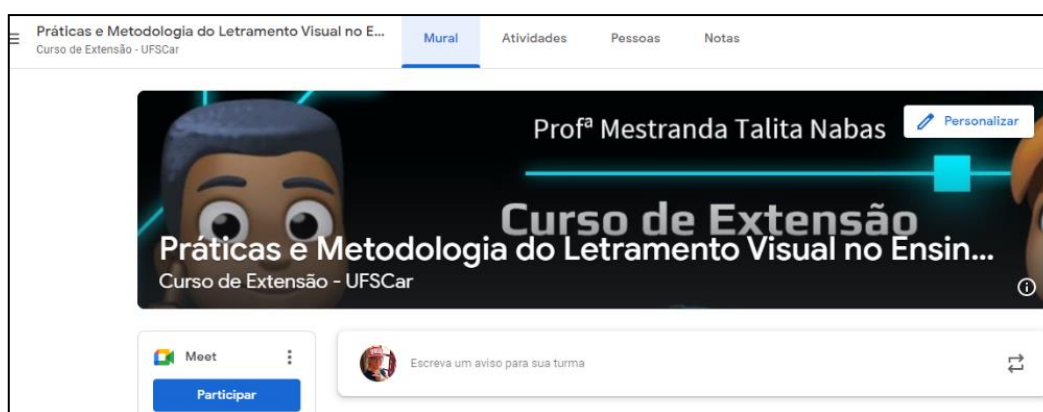 Práticas e Metodologia do Letramento Visual no E...
Curso de Extensão - UFSCar
Mural
Atividades
Pessoas
Notas
Profª Mestranda Talita Nabas
Personalizar
Curso de Extensão
Práticas e Metodologia do Letramento Visual no Ensin...
Curso de Extensão - UFSCar
Meet
Participar
Escreva um aviso para sua turma